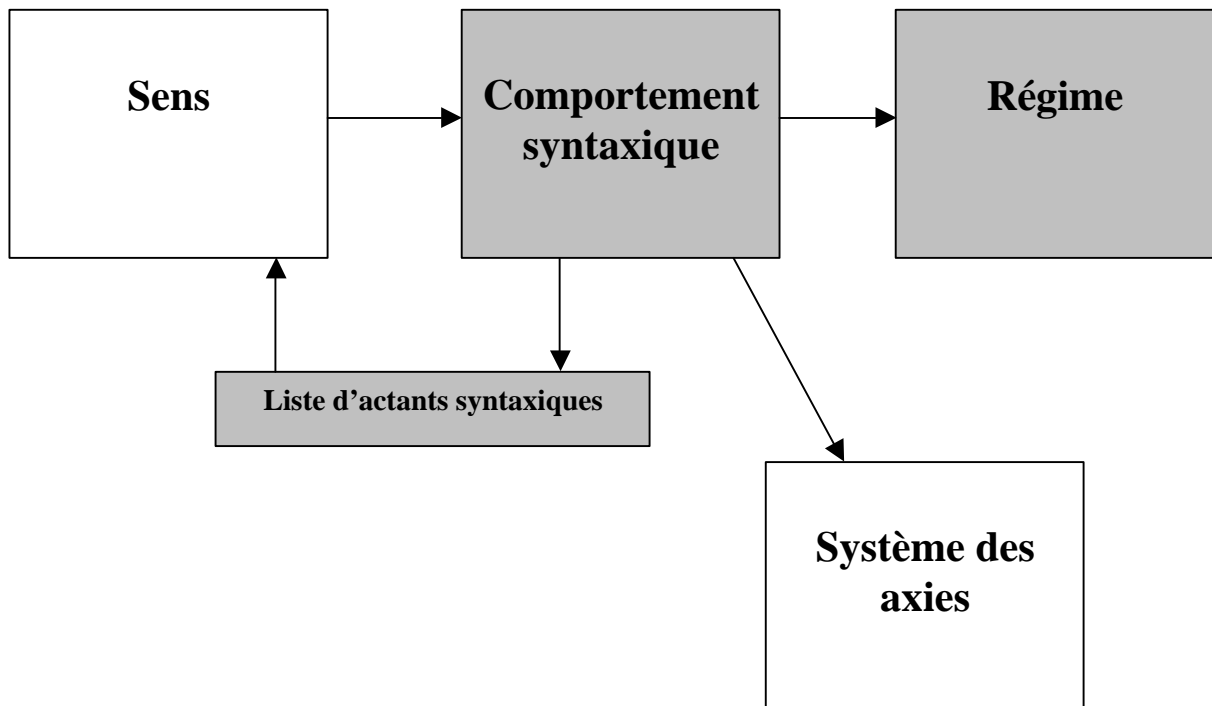 Sens
Comportement
syntaxique
Régime
Liste d’actants syntaxiques
Système des
axies